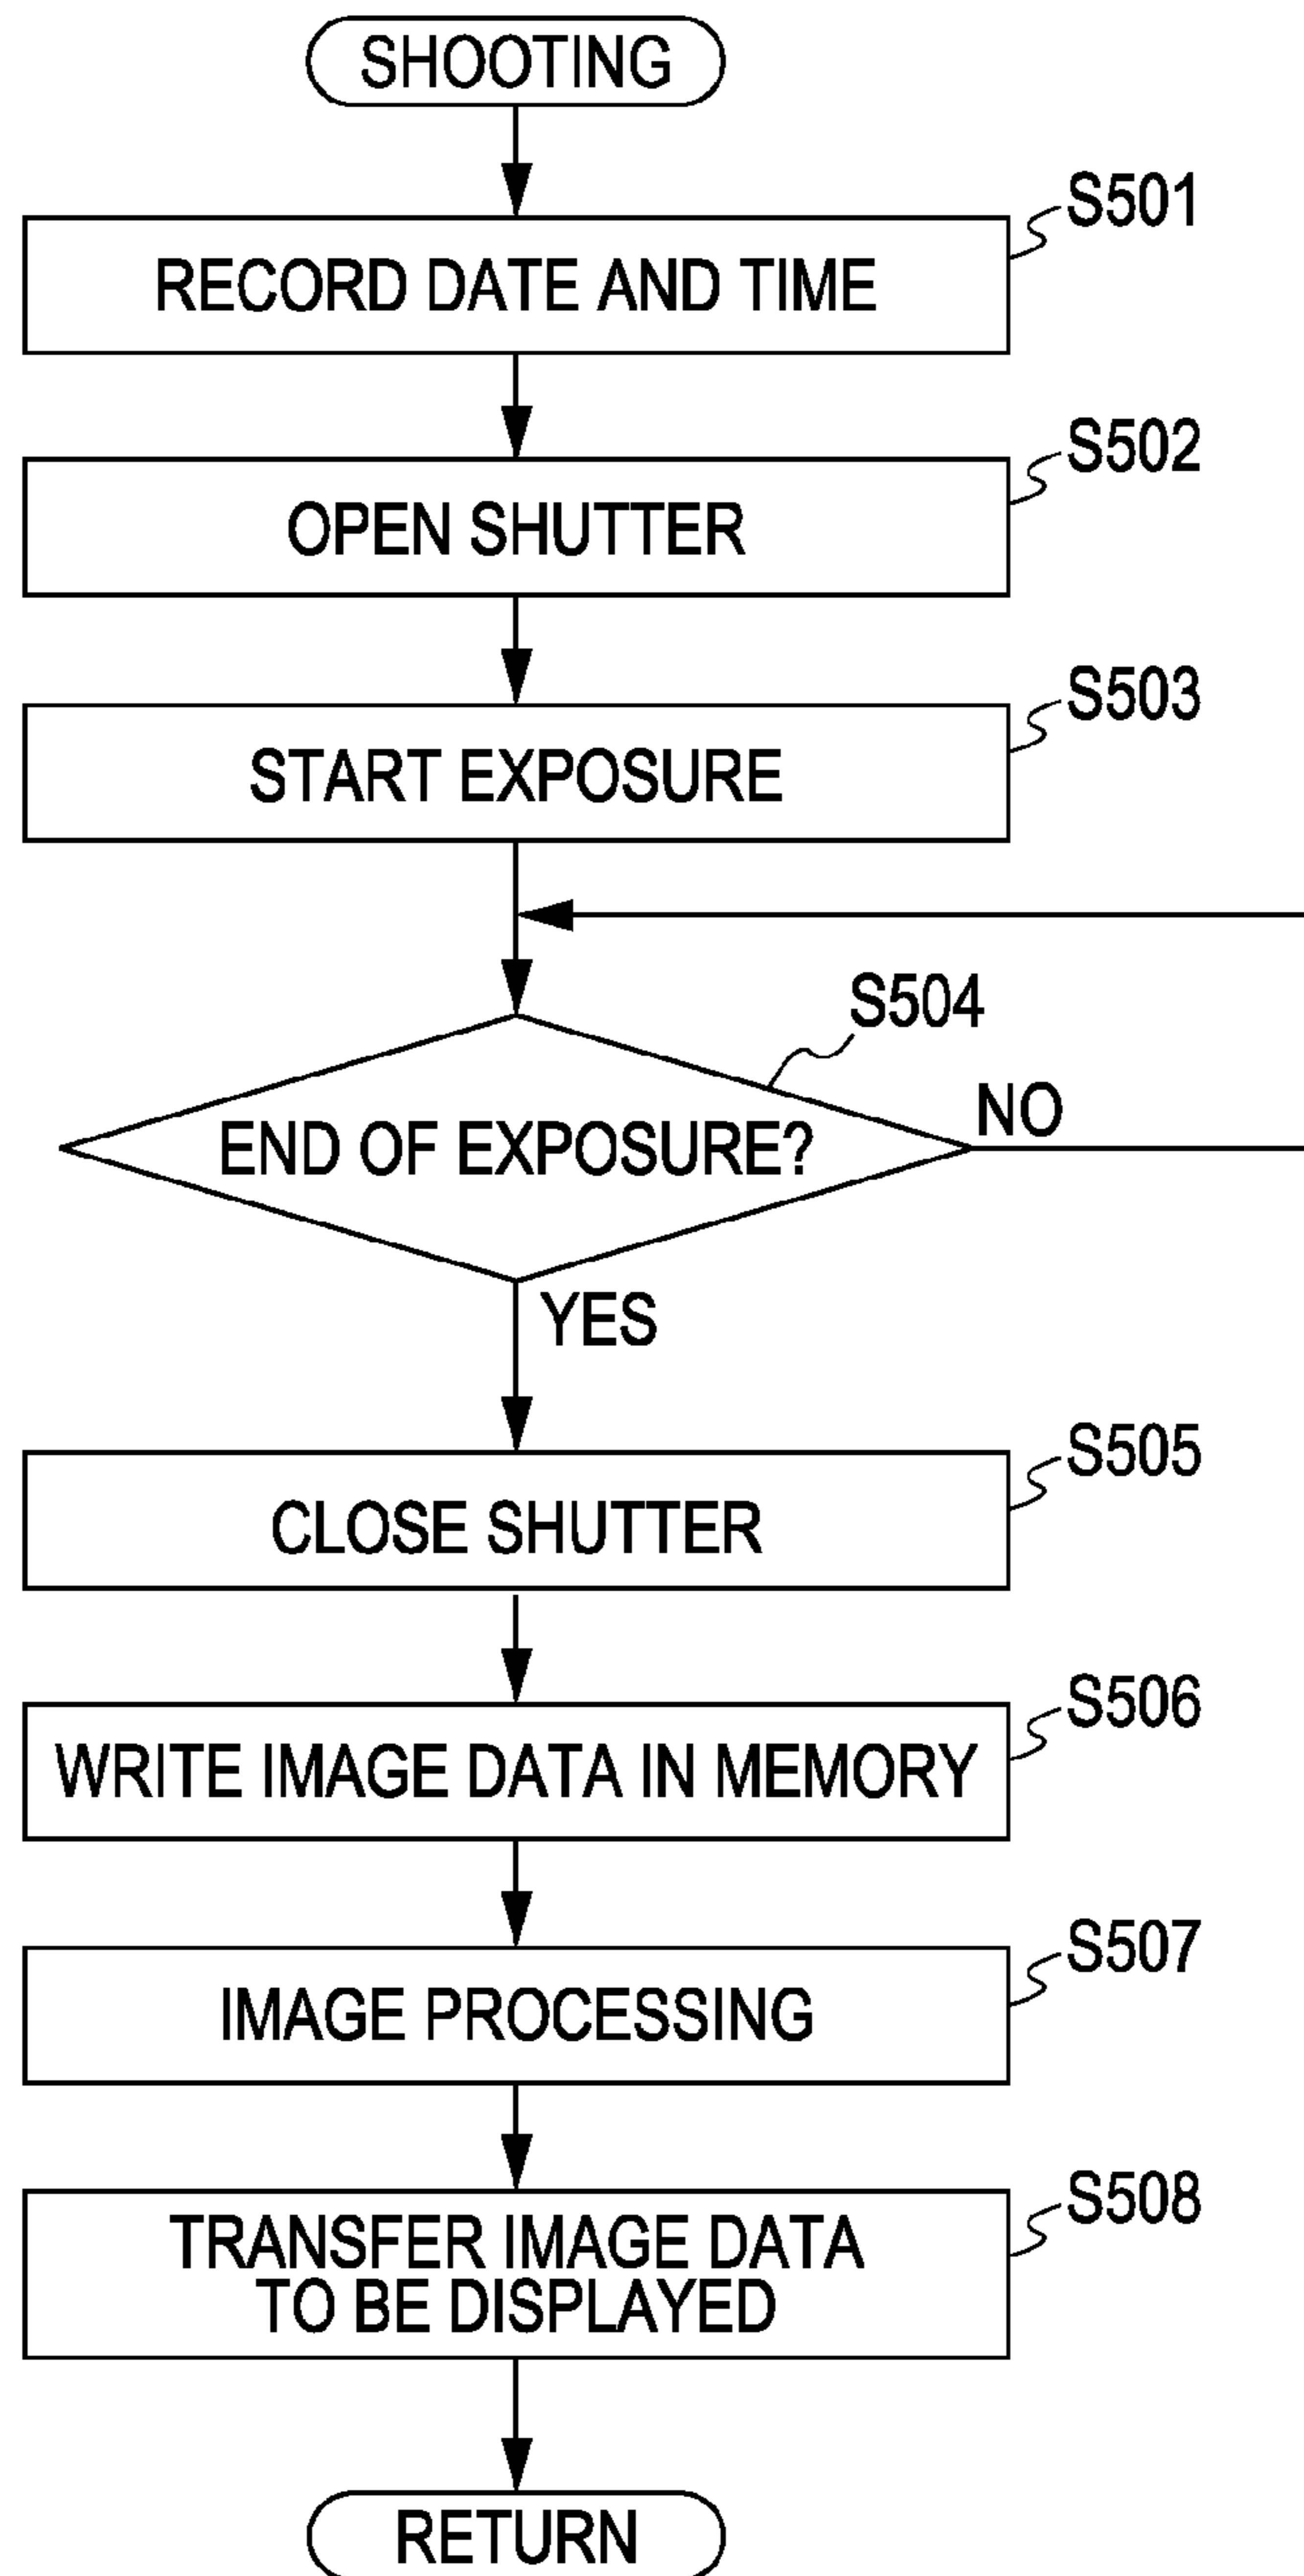 SHOOTING
S501
RECORD DATE AND TIME
S502
OPEN SHUTTER
S503
START EXPOSURE
S504
END OF EXPOSURE?
NO
YES
S505
CLOSE SHUTTER
S506
WRITE IMAGE DATA IN MEMORY
S507
IMAGE PROCESSING
S508
TRANSFER IMAGE DATA
TO BE DISPLAYED
RETURN